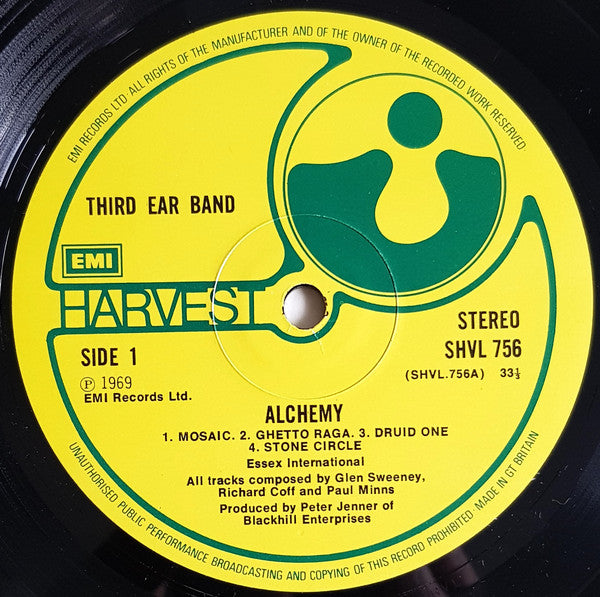 EMI RECORDS LTD· ALL RIGHTS OF THE MANUFACTURER AND OF THE OWNER OF THE RECORDED WORK RESERVED·
THIRD EAR BAND
EMI
HARVEST
SIDE 1
℗ 1969
EMI Records Ltd.
STEREO
SHVL 756
(SHVL.756A) 33⅓
ALCHEMY
1. MOSAIC. 2. GHETTO RAGA. 3. DRUID ONE
4. STONE CIRCLE
Essex International
All tracks composed by Glen Sweeney,
Richard Coff and Paul Minns
Produced by Peter Jenner of
Blackhill Enterprises
UNAUTHORISED PUBLIC PERFORMANCE BROADCASTING AND COPYING OF THIS RECORD PROHIBITED· MADE IN GT BRITAIN